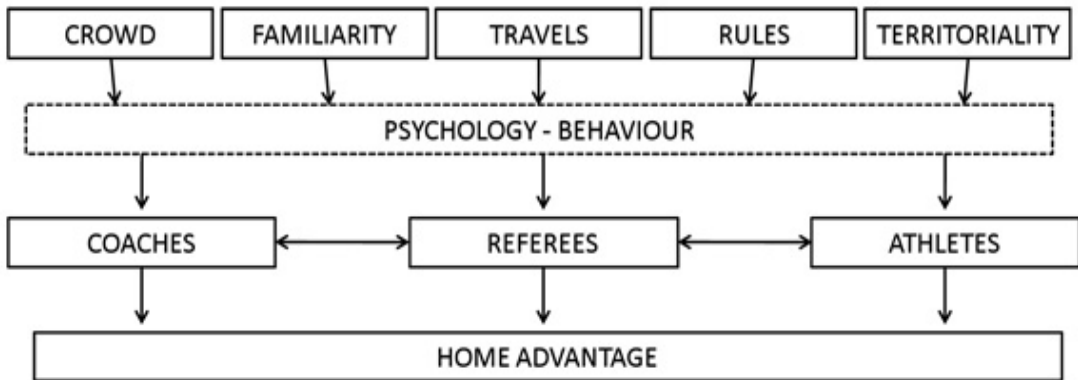 CROWD FAMILIARITY TRAVELS RULES TERRITORIALITY
PSYCHOLOGY - BEHAVIOUR
COACHES REFEREES ATHLETES
HOME ADVANTAGE